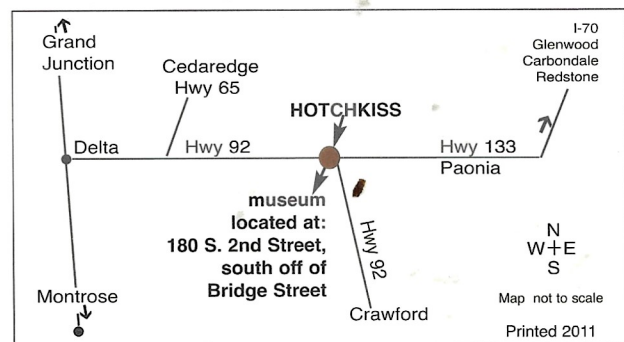 Grand
Junction
I-70
Glenwood
Carbondale
Redstone
Cedaredge
Hwy 65
HOTCHKISS
Delta
Hwy 92
Hwy 133
Paonia
museum
located at:
180 S. 2nd Street,
south off of
Bridge Street
Hwy 92
N
W+E
S
Montrose
Crawford
Map not to scale
Printed 2011